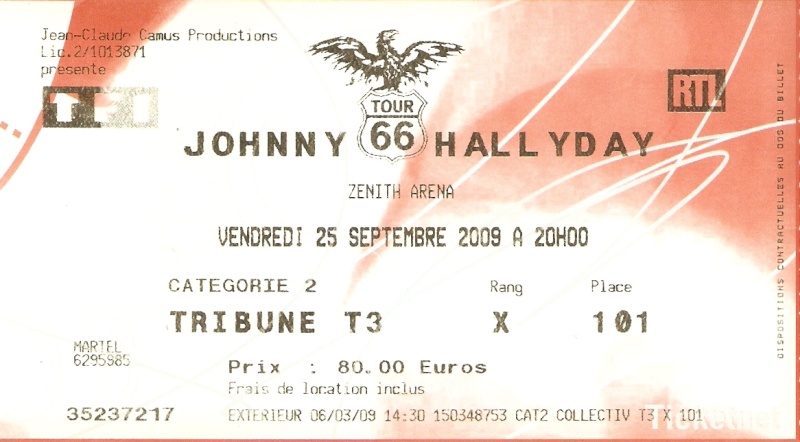 Jean-Claude Camus Productions
Lic.2/1013871
presente
TF1
RTL
TOUR
66
JOHNNY HALLYDAY
ZENITH ARENA
VENDREDI 25 SEPTEMBRE 2009 A 20H00
CATEGORIE 2 Rang Place
TRIBUNE T3 X 101
MARTEL
6295985
Prix : 80.00 Euros
Frais de location inclus
35237217 EXTERIEUR 06/03/09 14:30 150348753 CAT2 COLLECTIV T3 X 101
Ticketnet
DISPOSITIONS CONTRACTUELLES AU DOS DU BILLET